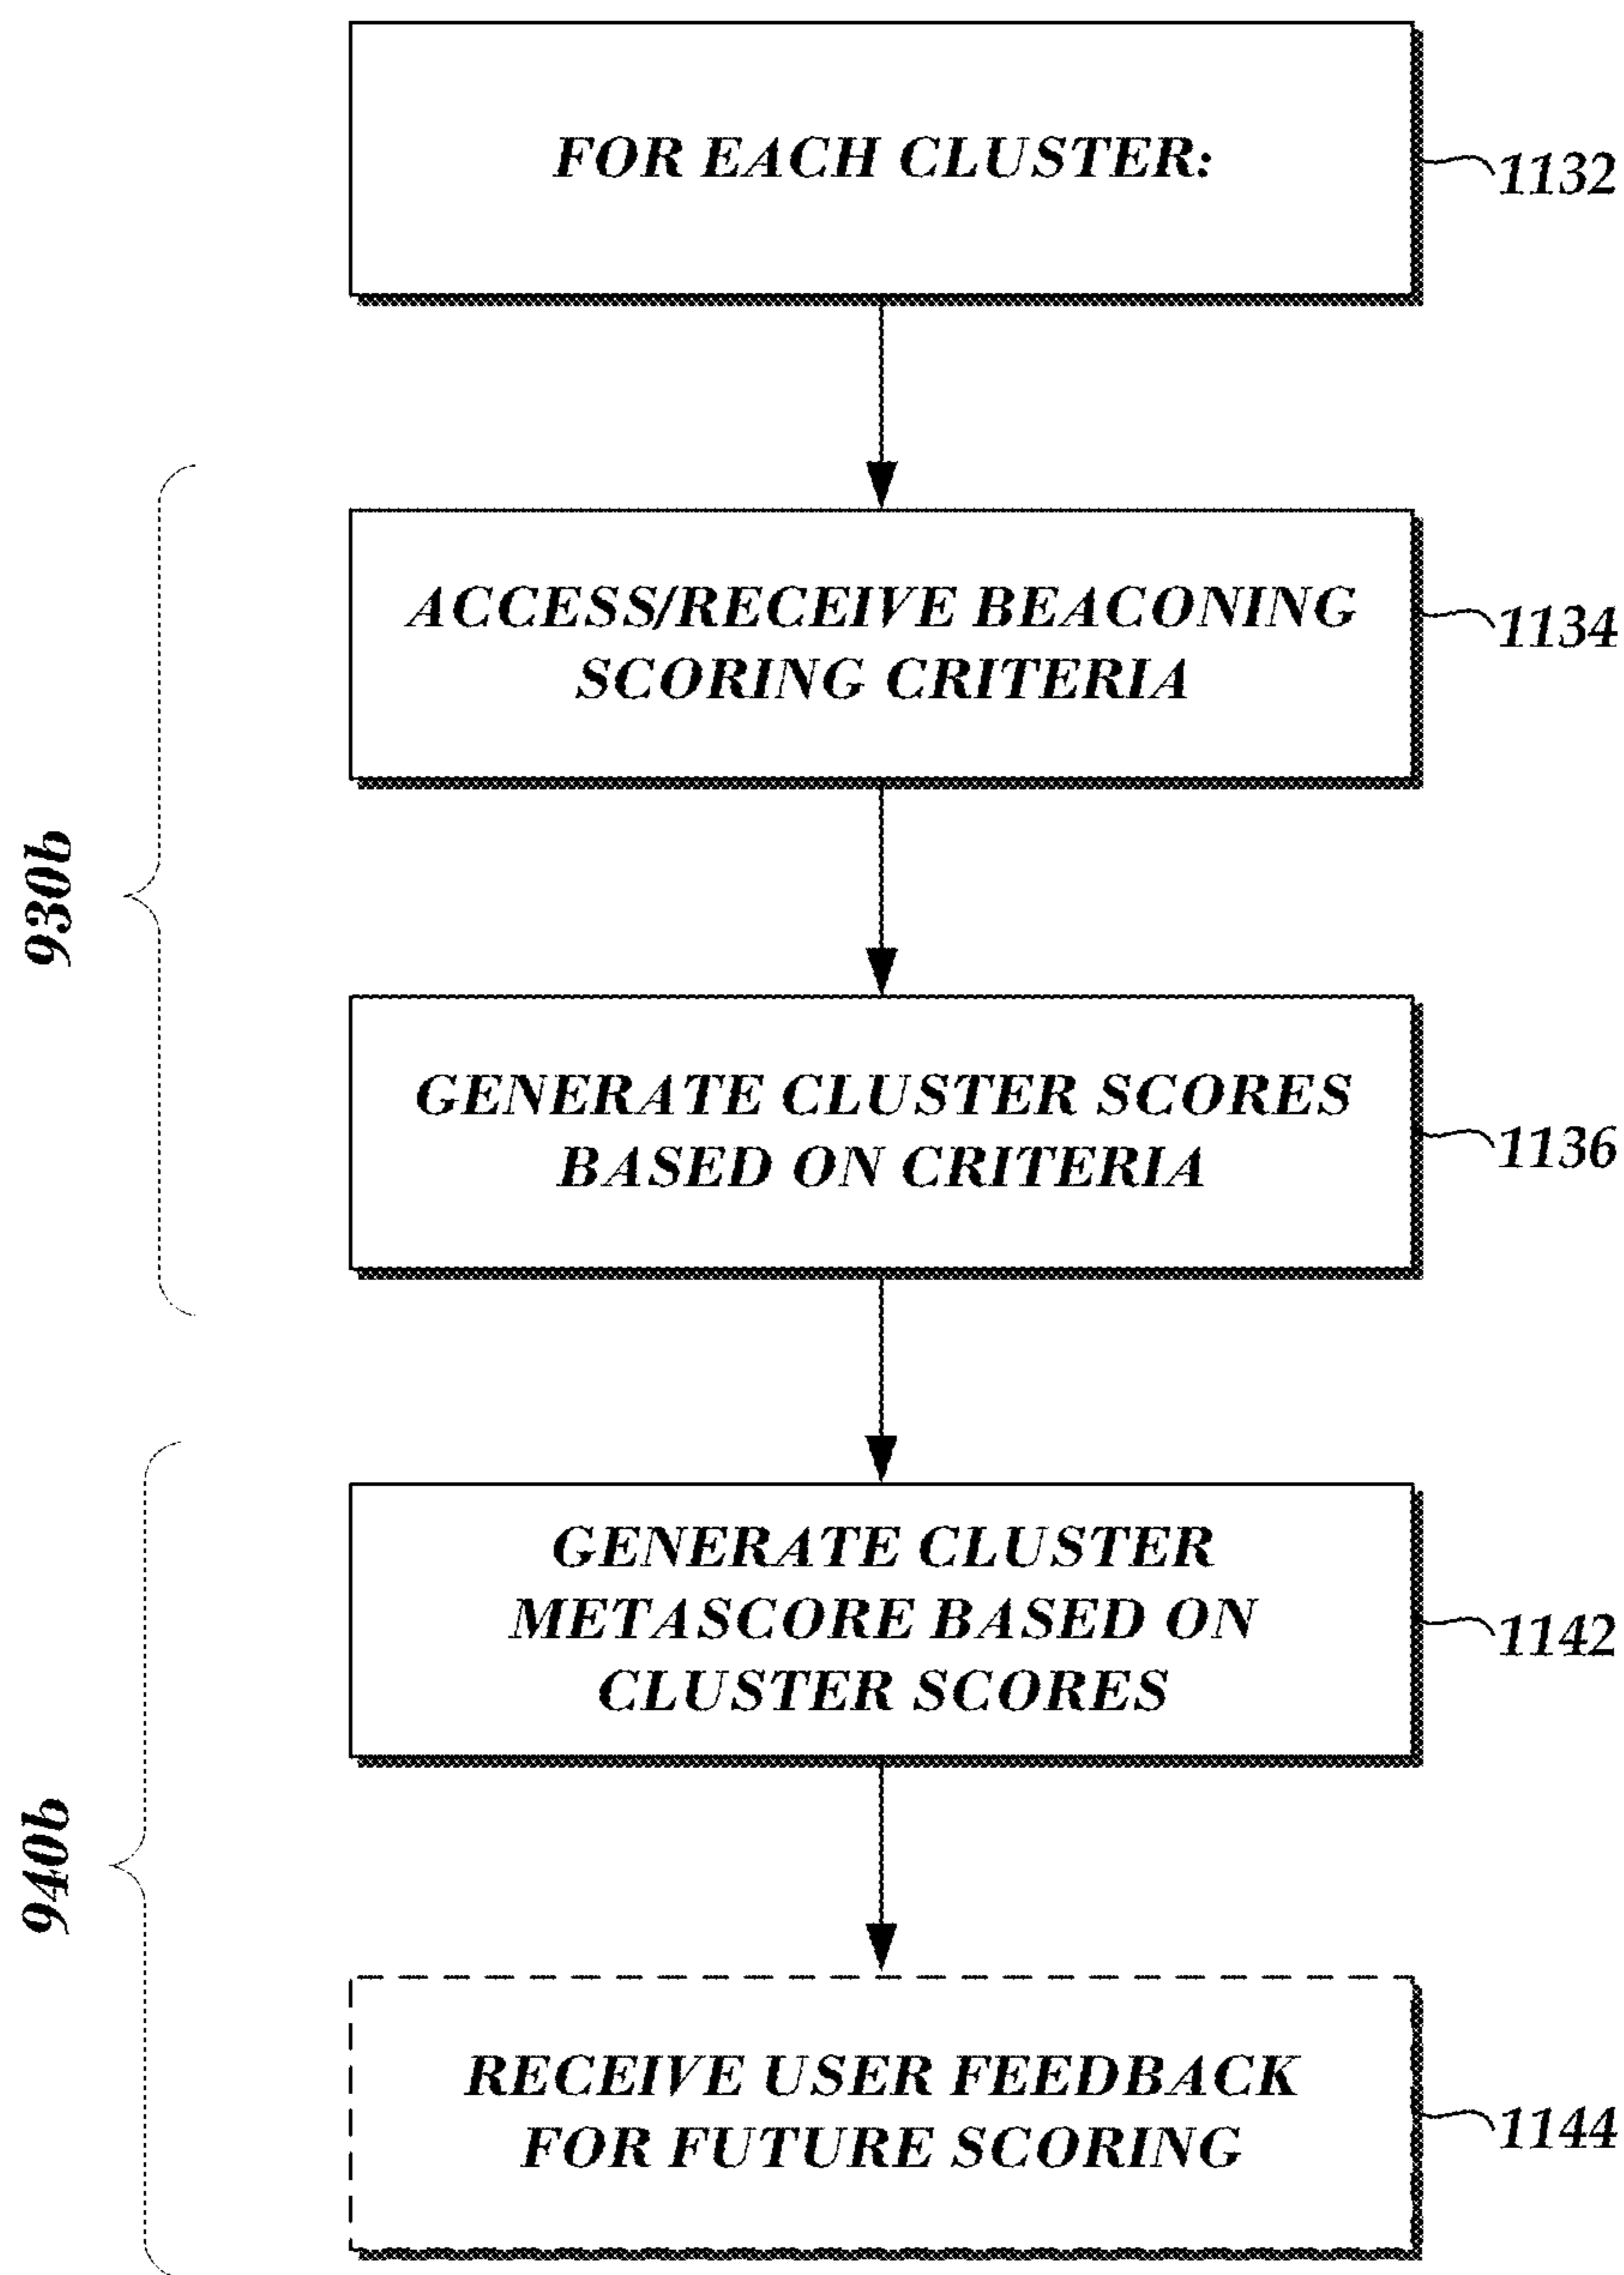 FOR EACH CLUSTER:
1132
930b
ACCESS/RECEIVE BEACONING
SCORING CRITERIA
1134
GENERATE CLUSTER SCORES
BASED ON CRITERIA
1136
940b
GENERATE CLUSTER
METASCORE BASED ON
CLUSTER SCORES
1142
RECEIVE USER FEEDBACK
FOR FUTURE SCORING
1144